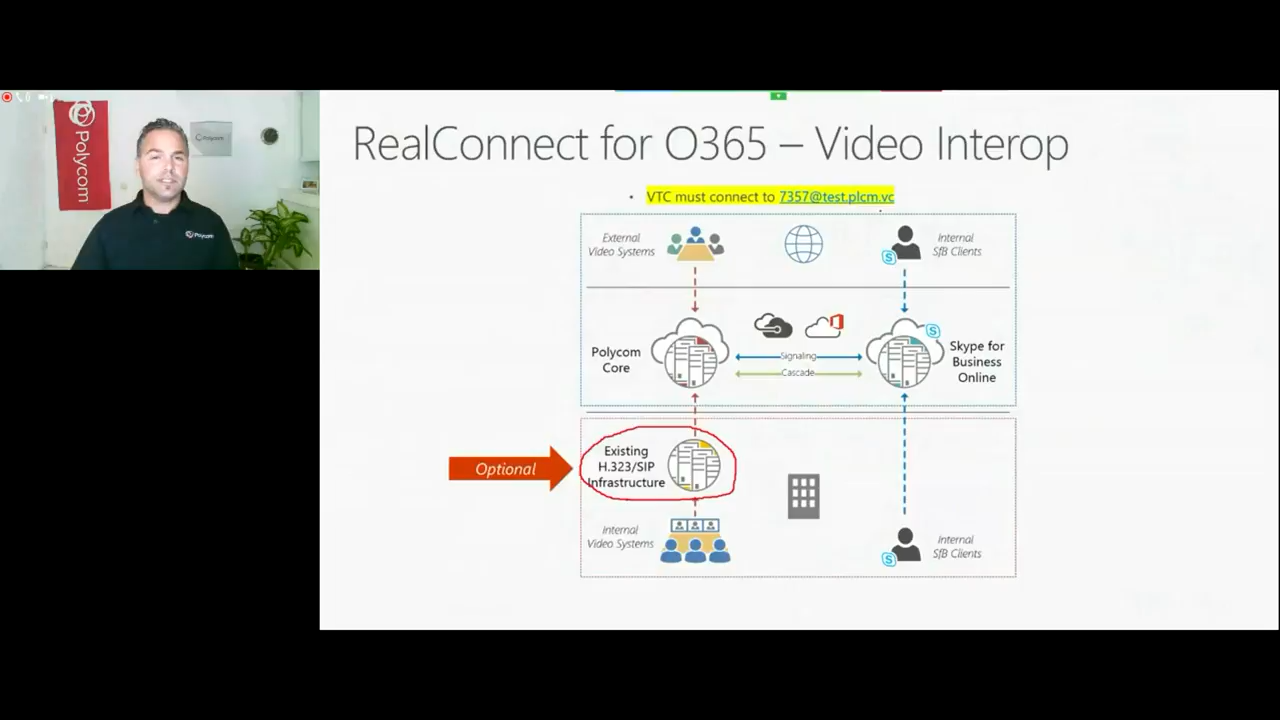 Polycom
Polycom
Polycom
RealConnect for O365 – Video Interop
• VTC must connect to 7357@test.plcm.vc
External
Video Systems
Internal
SfB Clients
Polycom
Core
Signaling
Cascade
Skype for
Business
Online
Optional
Existing
H.323/SIP
Infrastructure
Internal
Video Systems
Internal
SfB Clients